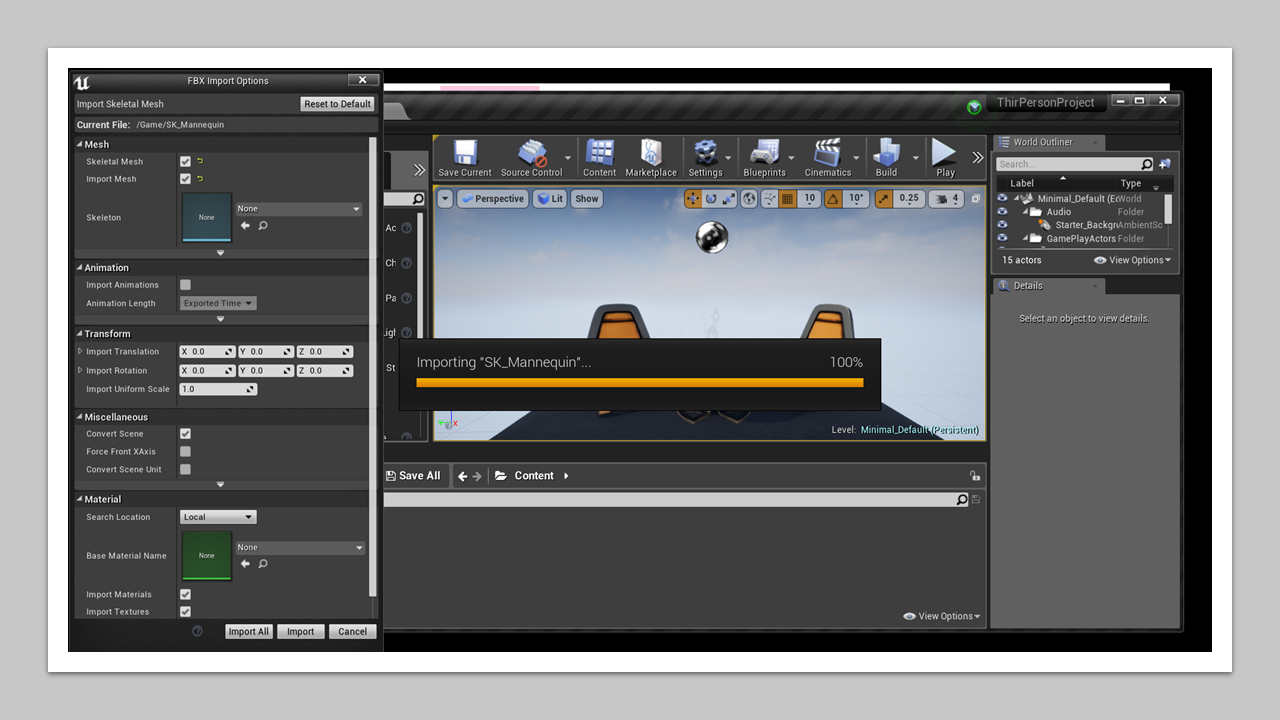 FBX Import Options
Import Skeletal Mesh
Reset to Default
Current File: /Game/SK_Mannequin
Mesh
Skeletal Mesh
Import Mesh
Skeleton
None
None
Animation
Import Animations
Animation Length
Exported Time
Transform
Import Translation
X 0.0
Y 0.0
Z 0.0
Import Rotation
X 0.0
Y 0.0
Z 0.0
Import Uniform Scale
1.0
Miscellaneous
Convert Scene
Force Front XAxis
Convert Scene Unit
Material
Search Location
Local
Base Material Name
None
None
Import Materials
Import Textures
Import All
Import
Cancel
ThirPersonProject
Save Current
Source Control
Content
Marketplace
Settings
Blueprints
Cinematics
Build
Play
Perspective
Lit
Show
10
10°
0.25
4
Ac
Ch
Pa
Ligh
St
Importing "SK_Mannequin"...
100%
Level: Minimal_Default (Persistent)
Save All
Content
View Options
World Outliner
Search...
Label
Type
Minimal_Default (Ec
World
Audio
Folder
Starter_Backgr
AmbientSo
GamePlayActors
Folder
15 actors
View Options
Details
Select an object to view details.